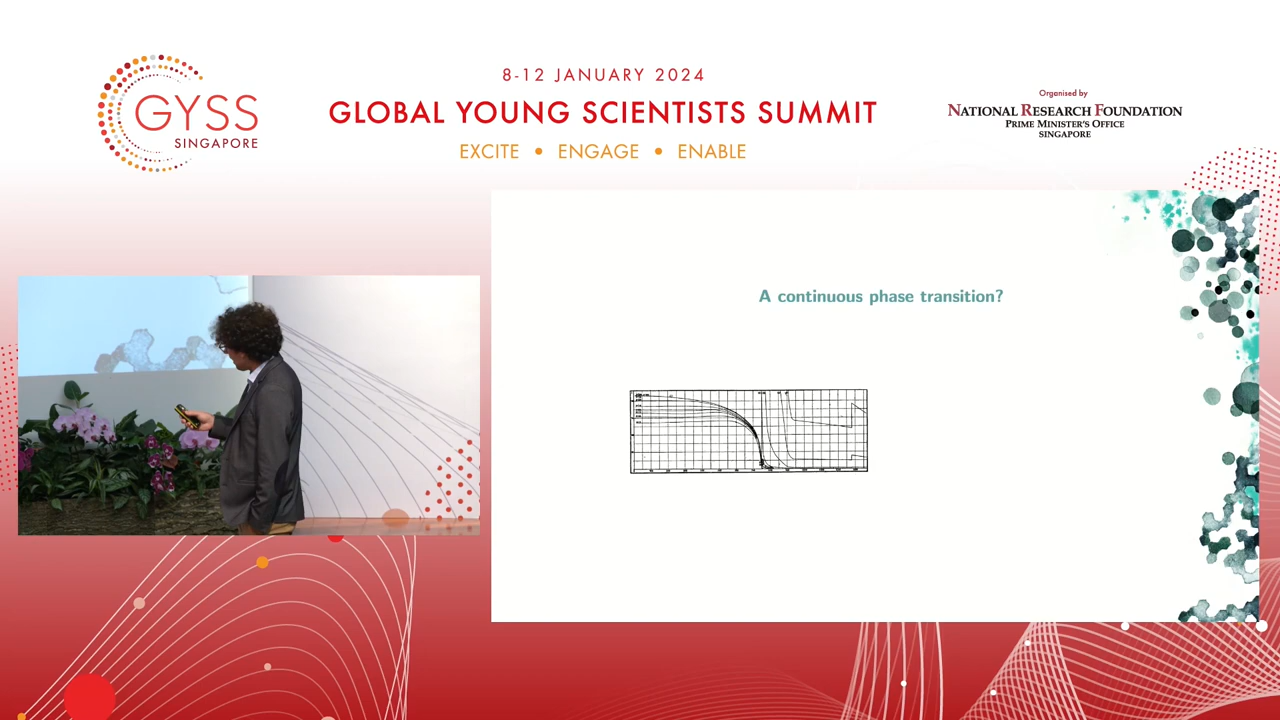 GYSS
SINGAPORE
8-12 JANUARY 2024
GLOBAL YOUNG SCIENTISTS SUMMIT
EXCITE • ENGAGE • ENABLE
Organised by
NATIONAL RESEARCH FOUNDATION
PRIME MINISTER'S OFFICE
SINGAPORE
A continuous phase transition?